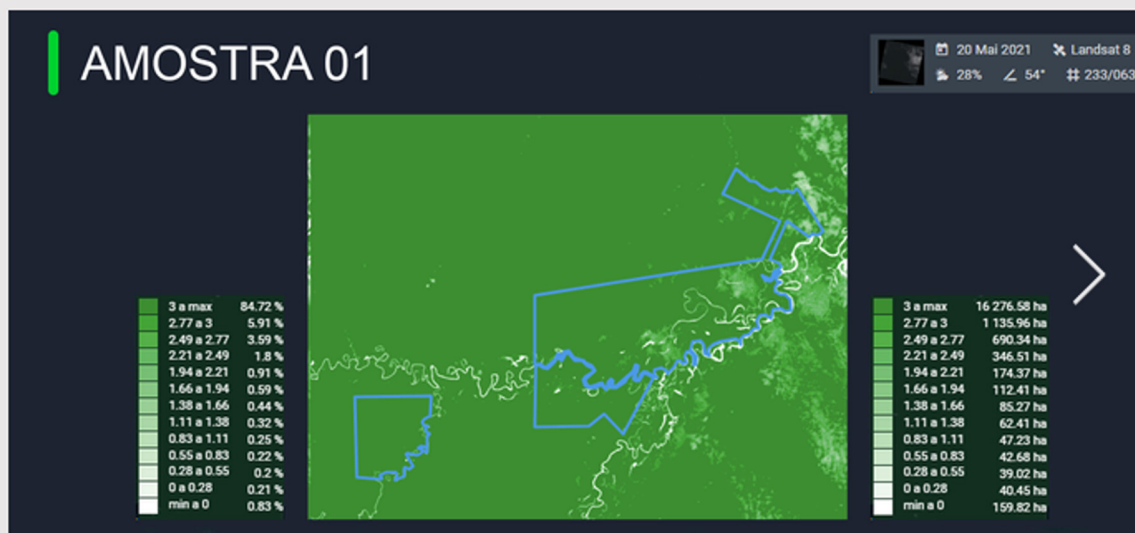 AMOSTRA 01
20 Mai 2021 Landsat 8
28% 54° 233/063
3 a max 84.72 %
2.77 a 3 5.91 %
2.49 a 2.77 3.59 %
2.21 a 2.49 1.8 %
1.94 a 2.21 0.91 %
1.66 a 1.94 0.59 %
1.38 a 1.66 0.44 %
1.11 a 1.38 0.32 %
0.83 a 1.11 0.25 %
0.55 a 0.83 0.22 %
0.28 a 0.55 0.2 %
0 a 0.28 0.21 %
min a 0 0.83 %
3 a max 16 276.58 ha
2.77 a 3 1 135.96 ha
2.49 a 2.77 690.34 ha
2.21 a 2.49 346.51 ha
1.94 a 2.21 174.37 ha
1.66 a 1.94 112.41 ha
1.38 a 1.66 85.27 ha
1.11 a 1.38 62.41 ha
0.83 a 1.11 47.23 ha
0.55 a 0.83 42.68 ha
0.28 a 0.55 39.02 ha
0 a 0.28 40.45 ha
min a 0 159.82 ha